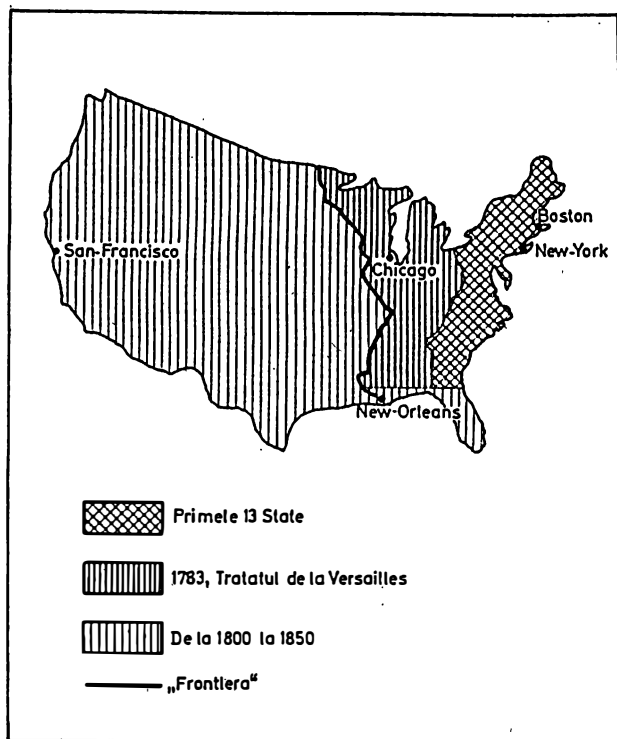 Boston
New-York
San-Francisco
Chicago
New-Orleans
Primele 13 State
1783, Tratatul de la Versailles
De la 1800 la 1850
„Frontiera“